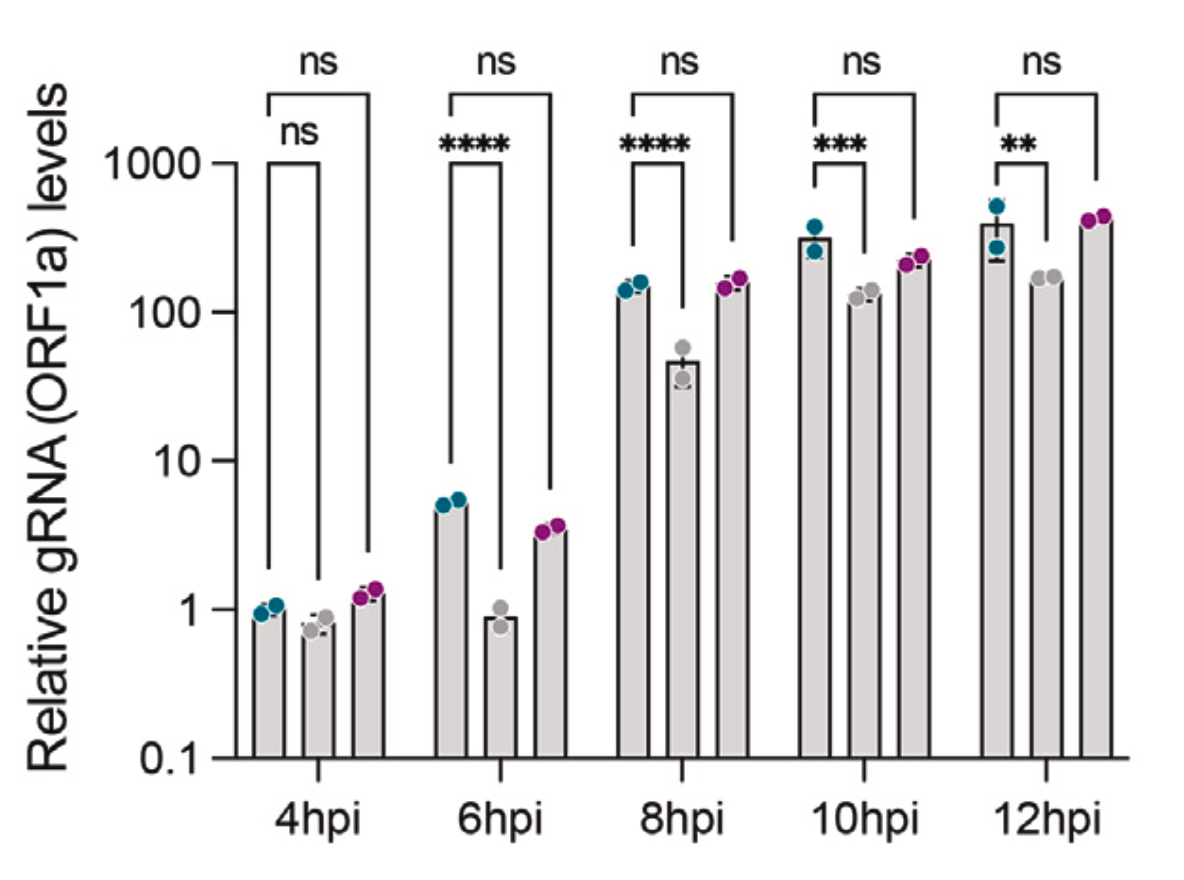 Relative gRNA (ORF1a) levels
ns ns ns ns ns
ns **** **** *** **
1000
100
10
1
0.1
4hpi 6hpi 8hpi 10hpi 12hpi